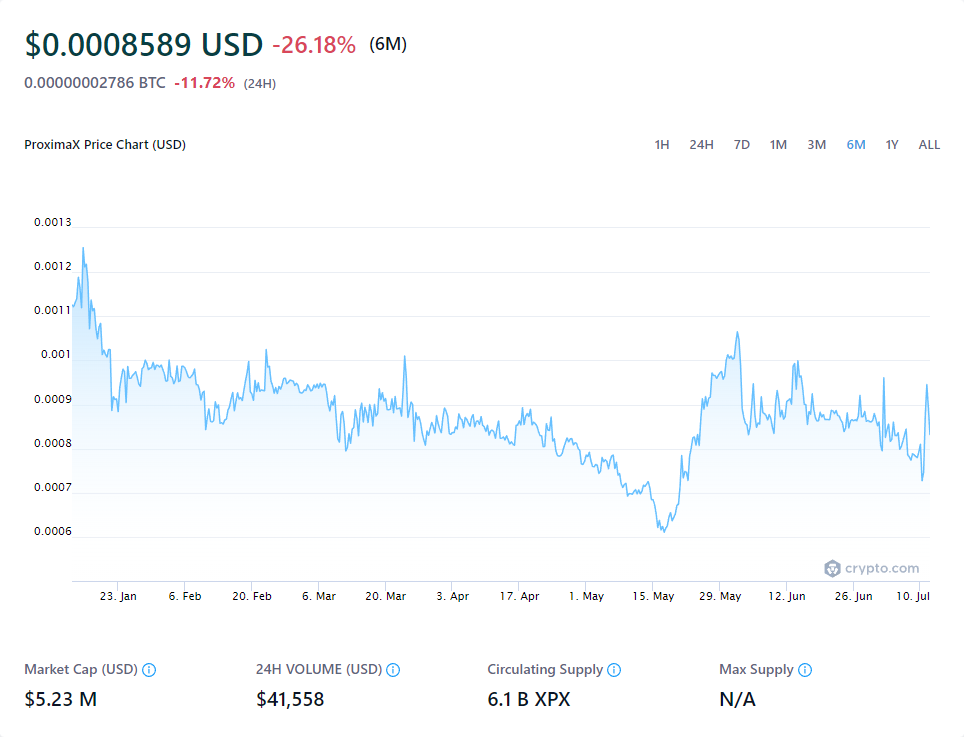 $0.0008589 USD -26.18% (6M)
0.00000002786 BTC -11.72% (24H)
ProximaX Price Chart (USD) 1H 24H 7D 1M 3M 6M 1Y ALL
0.0013
0.0012
0.0011
0.001
0.0009
0.0008
0.0007
0.0006
crypto.com
23. Jan 6. Feb 20. Feb 6. Mar 20. Mar 3. Apr 17. Apr 1. May 15. May 29. May 12. Jun 26. Jun 10. Jul
Market Cap (USD) 24H VOLUME (USD) Circulating Supply Max Supply
$5.23 M $41,558 6.1 B XPX N/A